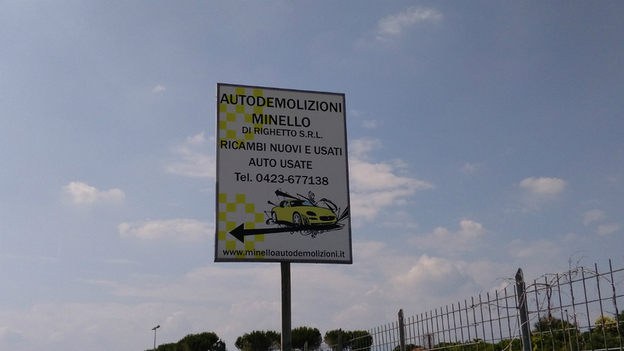 AUTODEMOLIZIONI
MINELLO
DI RIGHETTO S.R.L.
RICAMBI NUOVI E USATI
AUTO USATE
Tel. 0423-677138
www.minelloautodemolizioni.it